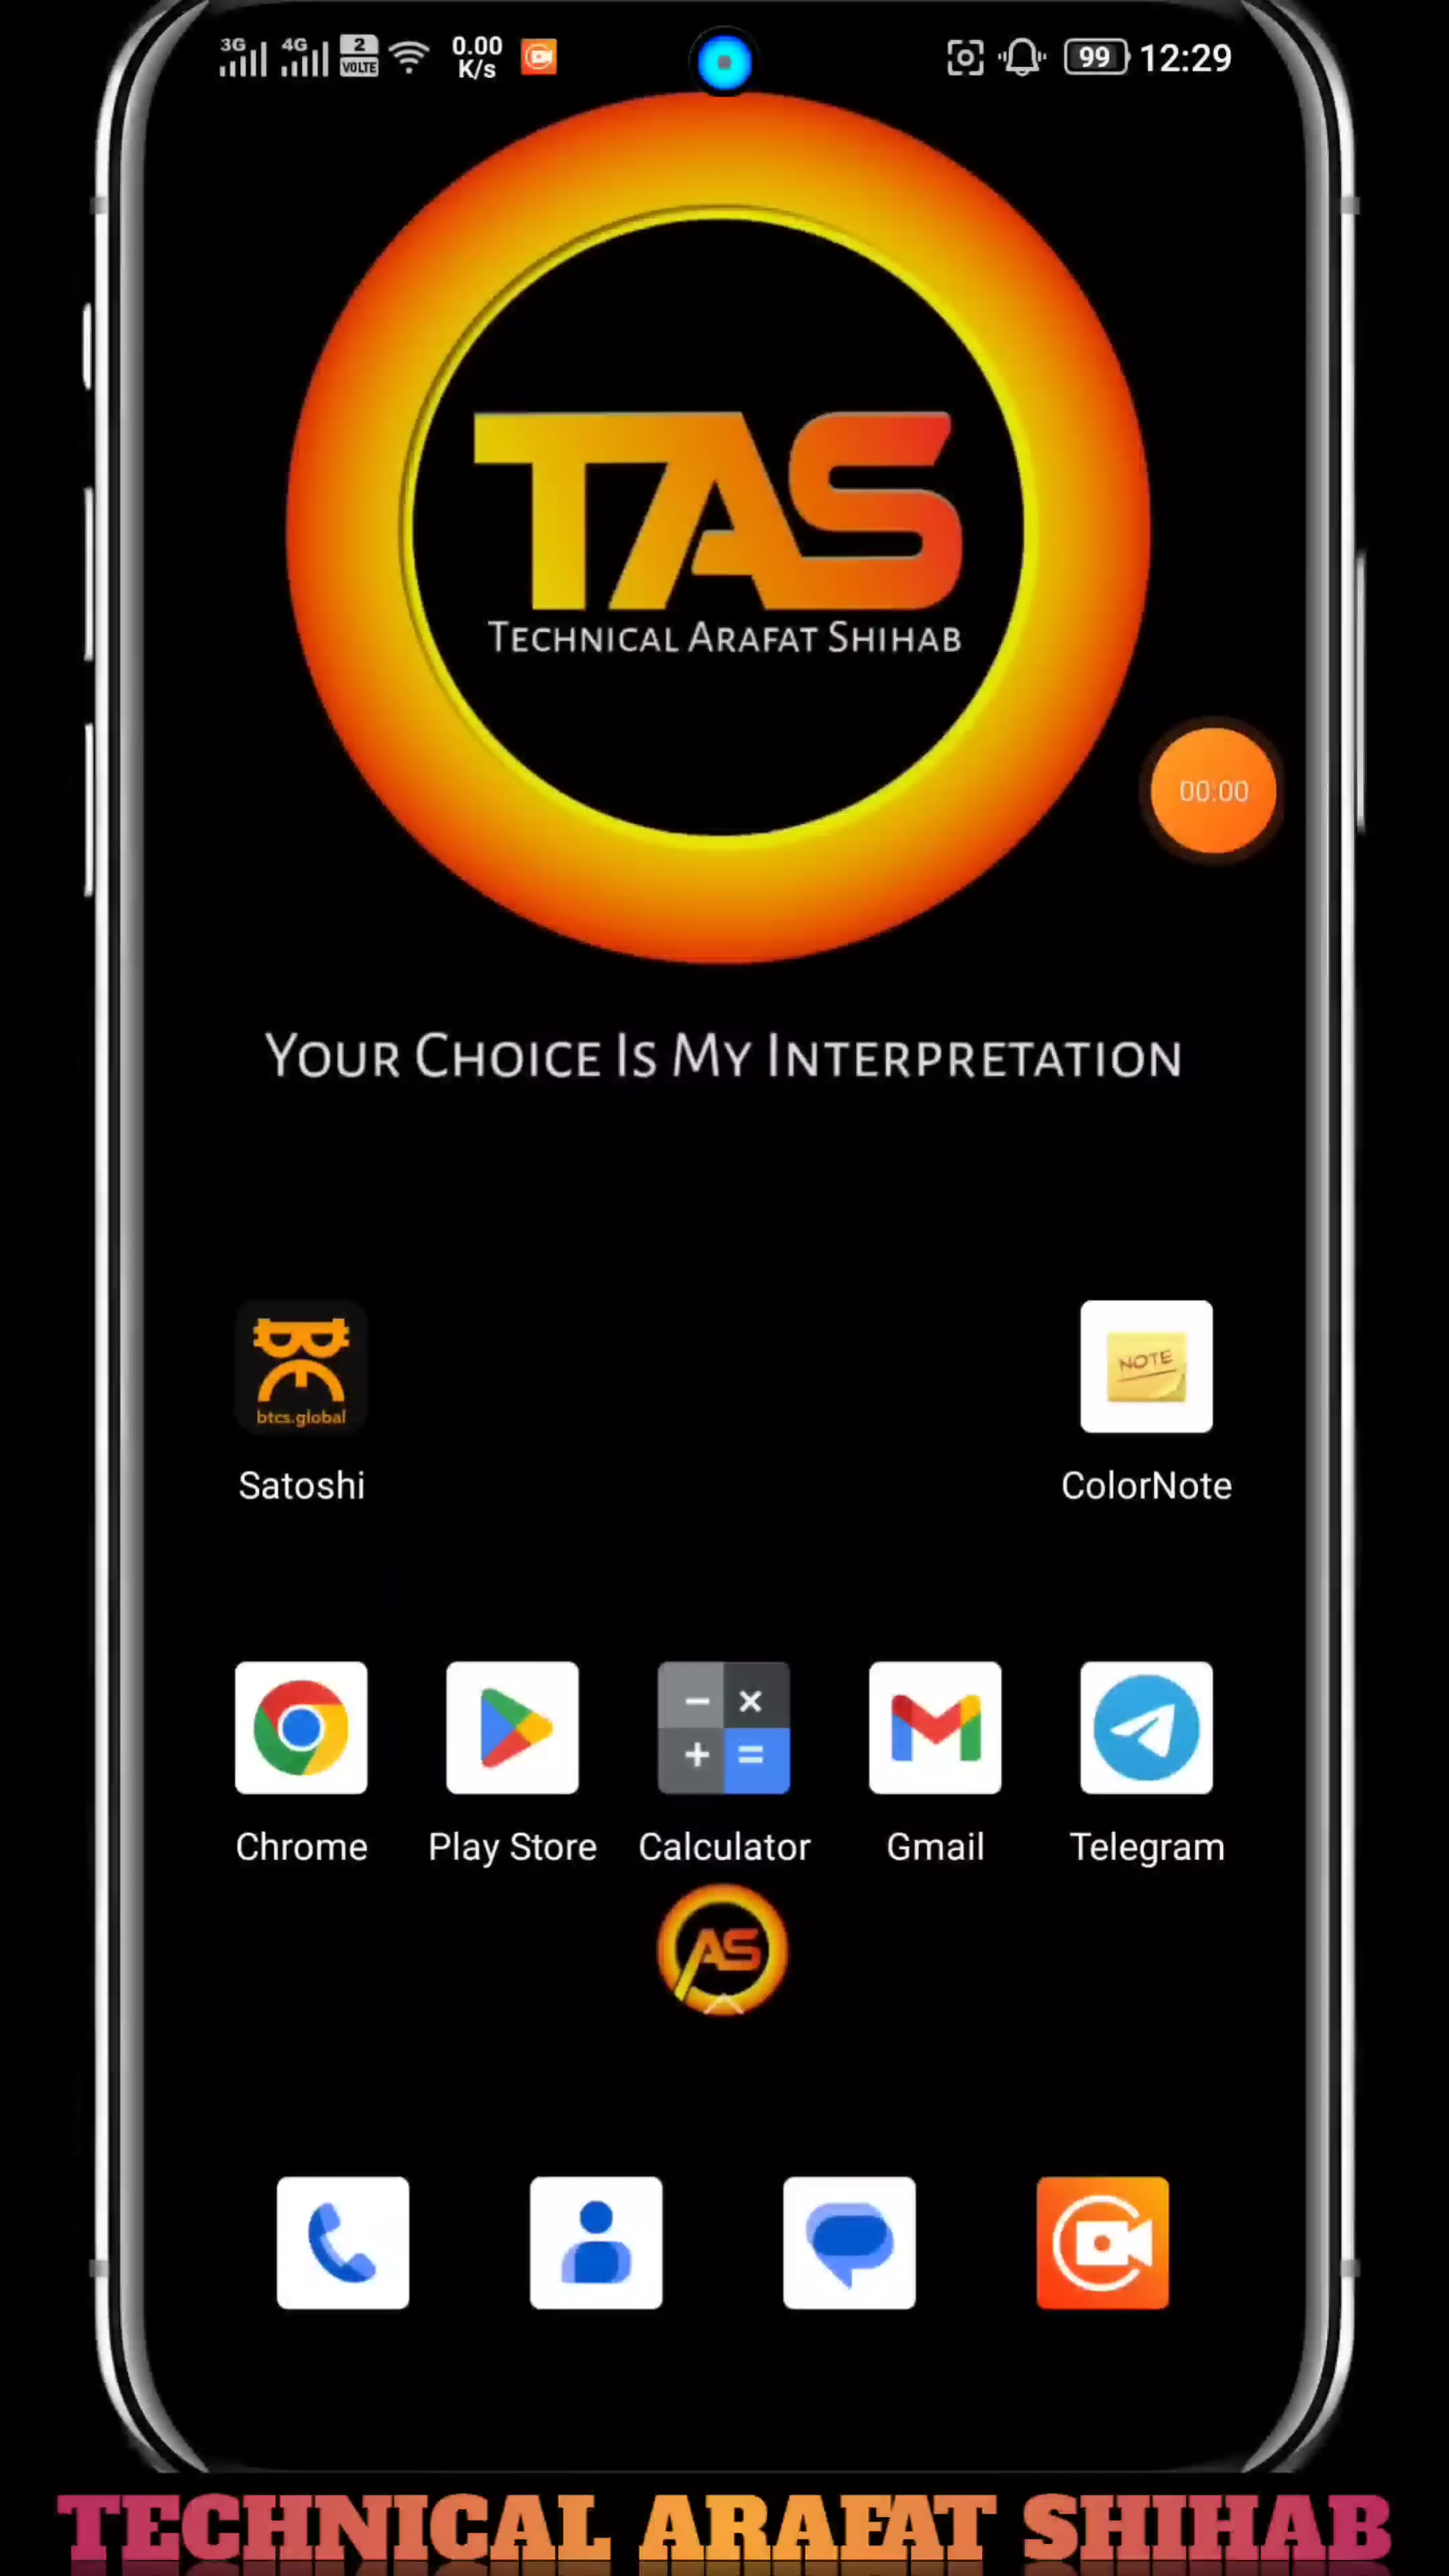 3G 4G 2 VOLTE 0.00 K/s 99 12:29
TAS
TECHNICAL ARAFAT SHIHAB
00:00
YOUR CHOICE IS MY INTERPRETATION
btcs.global
NOTE
Satoshi ColorNote
Chrome Play Store Calculator Gmail Telegram
AS
TECHNICAL ARAFAT SHIHAB